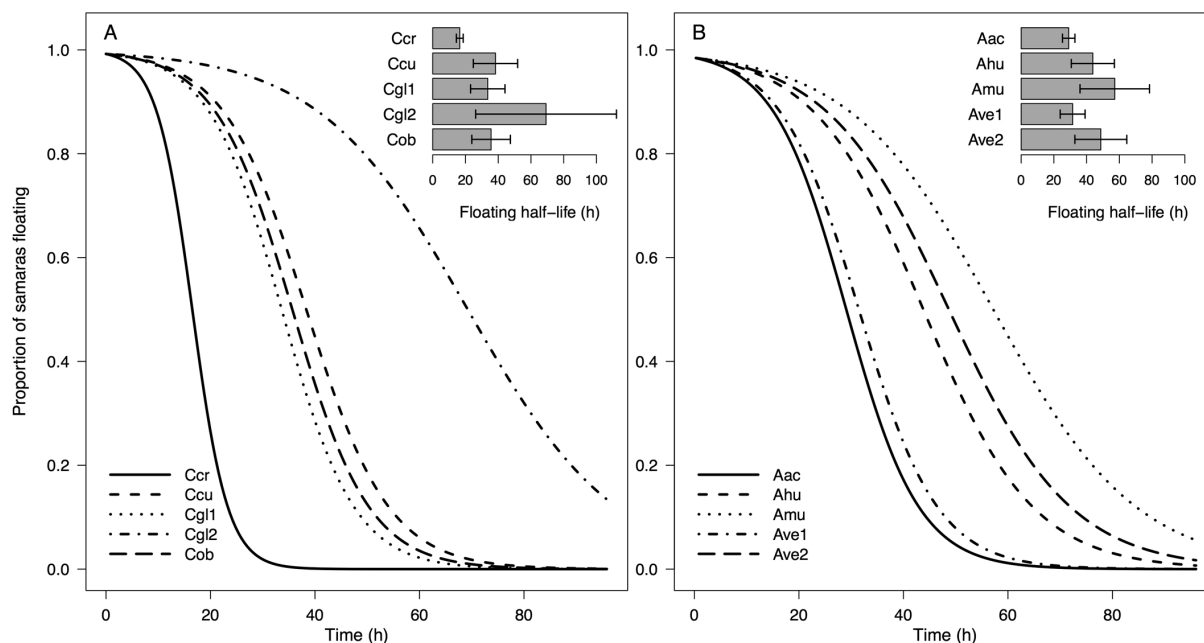 A
Ccr
Ccu
Cgl1
Cgl2
Cob
0 20 40 60 80 100
Floating half−life (h)
Proportion of samaras floating
1.0
0.8
0.6
0.4
0.2
0.0
Ccr
Ccu
Cgl1
Cgl2
Cob
0 20 40 60 80
Time (h)
B
Aac
Ahu
Amu
Ave1
Ave2
0 20 40 60 80 100
Floating half−life (h)
1.0
0.8
0.6
0.4
0.2
0.0
Aac
Ahu
Amu
Ave1
Ave2
0 20 40 60 80
Time (h)